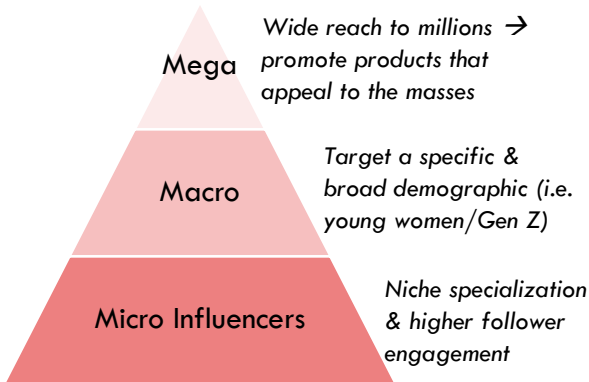 Mega
Wide reach to millions →
promote products that
appeal to the masses
Macro
Target a specific &
broad demographic (i.e.
young women/Gen Z)
Micro Influencers
Niche specialization
& higher follower
engagement